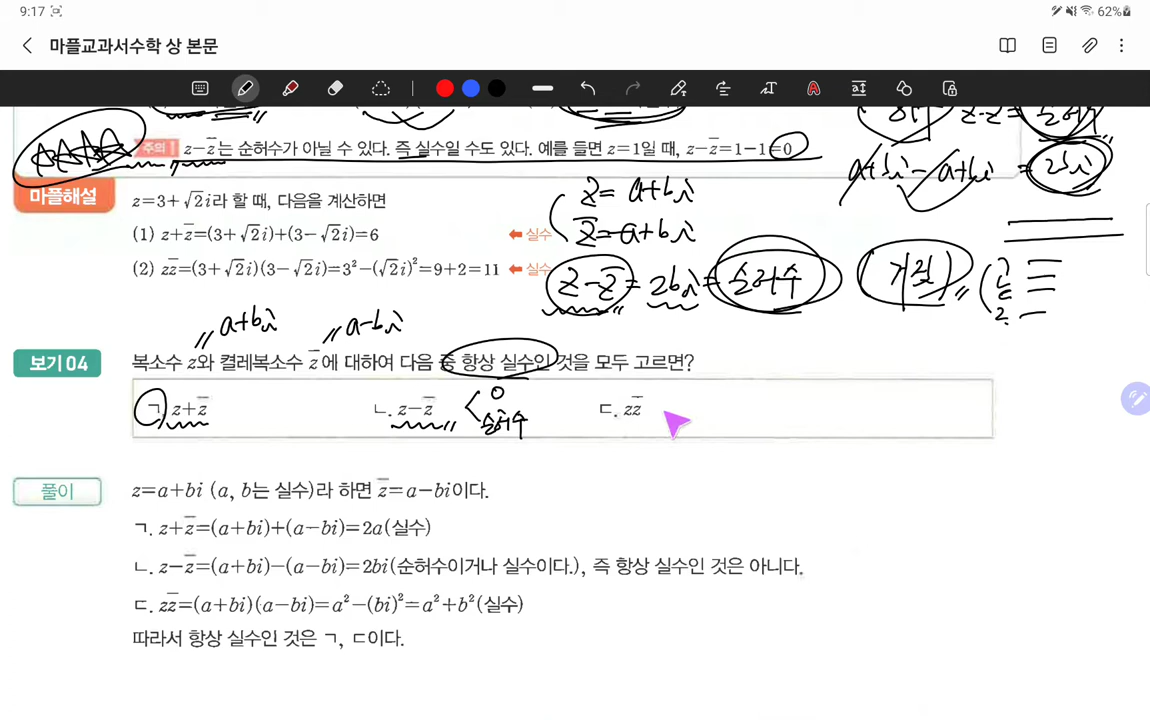 9:17
62%
마플교과서수학 상 본문
주의 z-z̄는 순허수가 아닐 수 있다. 즉 실수일 수도 있다. 예를 들면 z=1일 때, z-z̄=1-1=0
a+bi - a+bi = 2bi
마플해설
z=3+√2i라 할 때, 다음을 계산하면
z = a+bi
(1) z+z̄=(3+√2i)+(3-√2i)=6 ← 실수
z̄ = a+bi
(2) zz̄=(3+√2i)(3-√2i)=3²-(√2i)²=9+2=11 ← 실수
z-z̄ = 2bi = 순허수 (거짓)
ㄱ
ㄴ
ㄷ
"a+bi "a-bi
보기 04 복소수 z와 켤레복소수 z̄에 대하여 다음 중 항상 실수인 것을 모두 고르면?
ㄱ. z+z̄ ㄴ. z-z̄ < 0 순허수 ㄷ. zz̄
풀이 z=a+bi (a, b는 실수)라 하면 z̄=a-bi이다.
ㄱ. z+z̄=(a+bi)+(a-bi)=2a(실수)
ㄴ. z-z̄=(a+bi)-(a-bi)=2bi(순허수이거나 실수이다.), 즉 항상 실수인 것은 아니다.
ㄷ. zz̄=(a+bi)(a-bi)=a²-(bi)²=a²+b²(실수)
따라서 항상 실수인 것은 ㄱ, ㄷ이다.